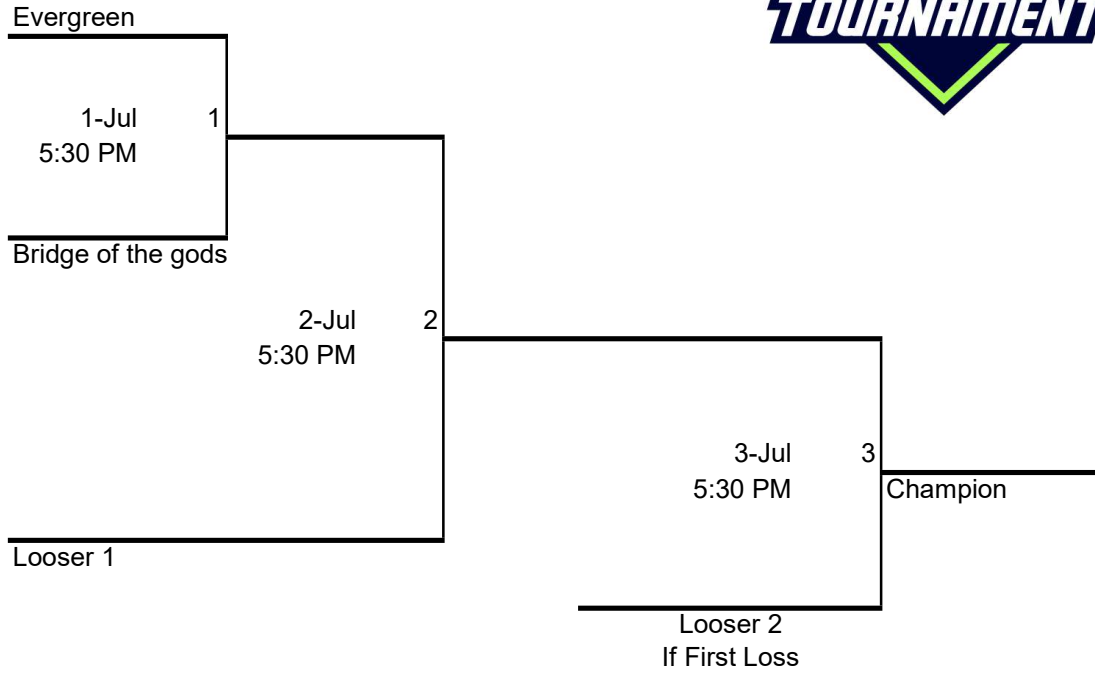 TOURNAMENT
Evergreen
1-Jul 1
5:30 PM
Bridge of the gods
2-Jul 2
5:30 PM
3-Jul 3
5:30 PM
Champion
Looser 1
Looser 2
If First Loss